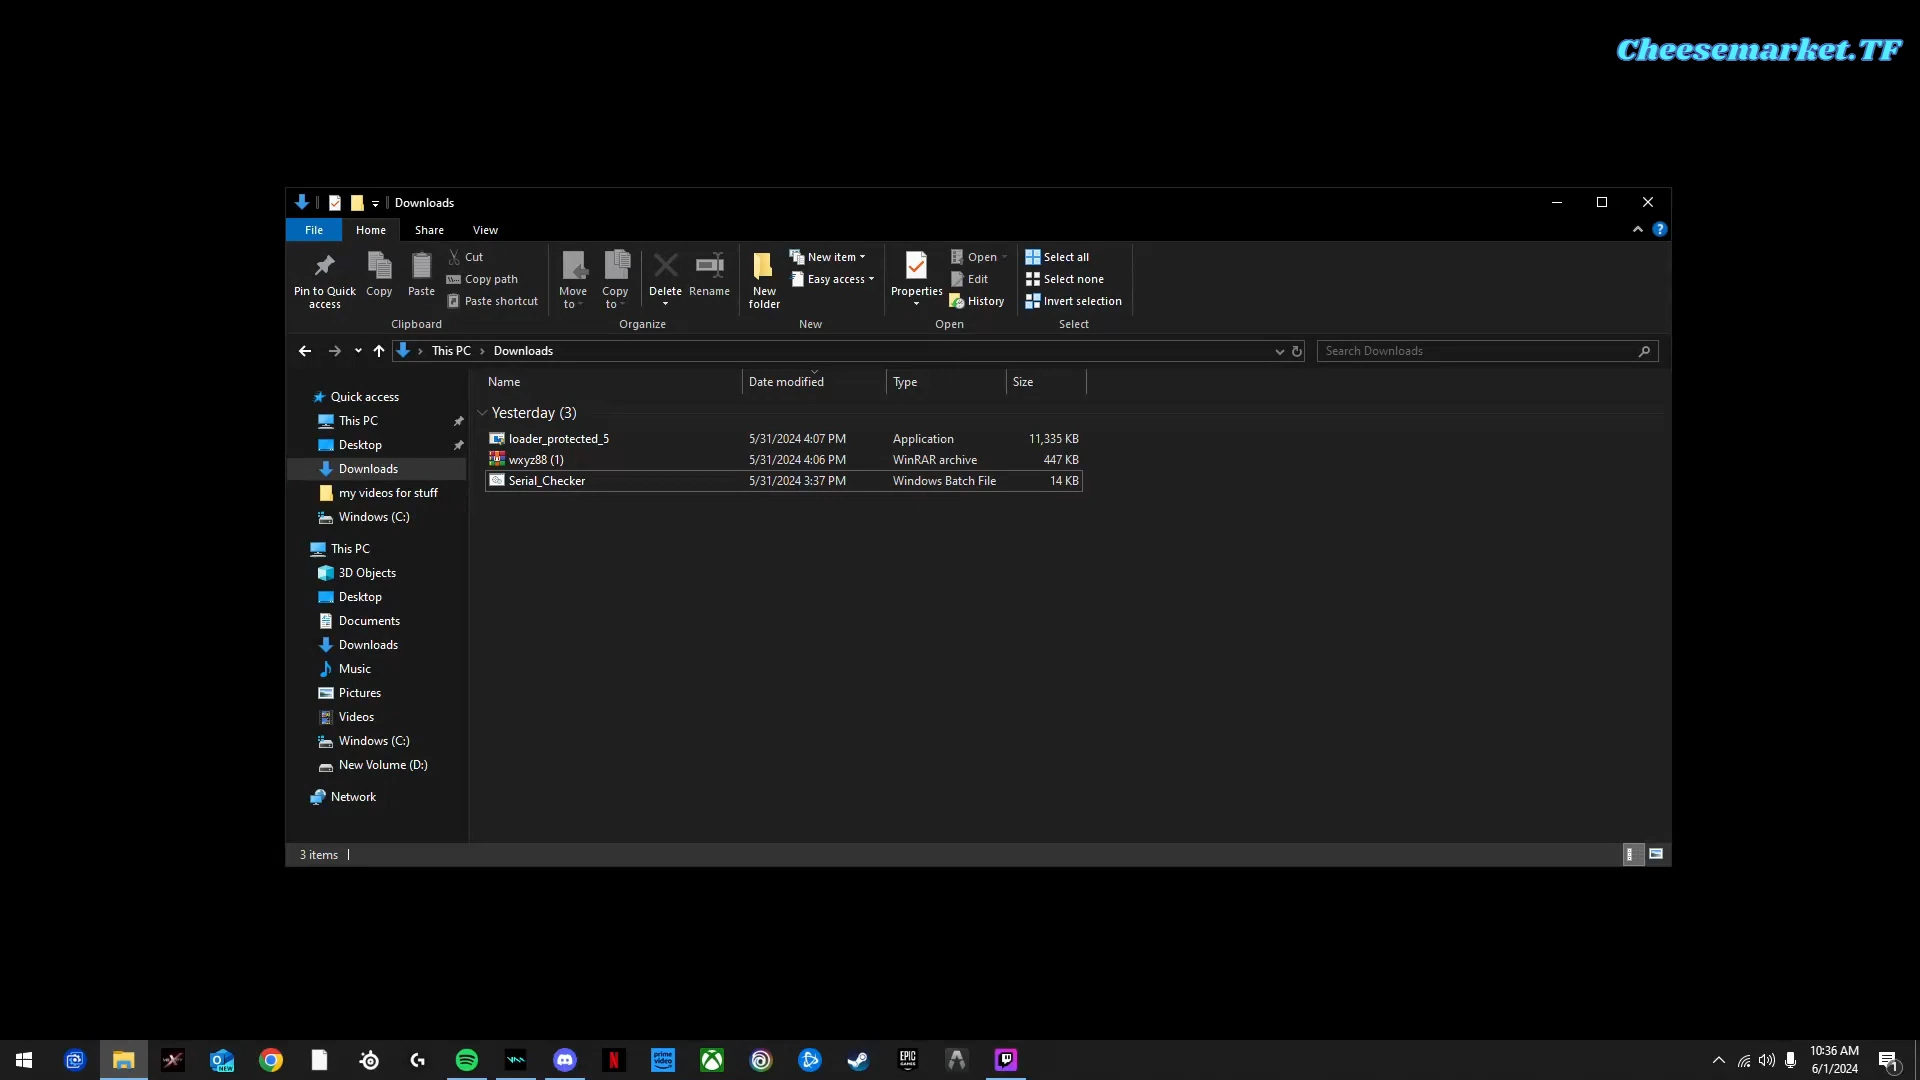 Cheesemarket.TF
Downloads
File Home Share View
Pin to Quick access
Copy
Paste
Cut
Copy path
Paste shortcut
Clipboard
Move to
Copy to
Delete
Rename
Organize
New folder
New item
Easy access
New
Properties
Open
Edit
History
Open
Select all
Select none
Invert selection
Select
This PC > Downloads
Search Downloads
Name Date modified Type Size
Yesterday (3)
loader_protected_5 5/31/2024 4:07 PM Application 11,335 KB
wxyz88 (1) 5/31/2024 4:06 PM WinRAR archive 447 KB
Serial_Checker 5/31/2024 3:37 PM Windows Batch File 14 KB
Quick access
This PC
Desktop
Downloads
my videos for stuff
Windows (C:)
This PC
3D Objects
Desktop
Documents
Downloads
Music
Pictures
Videos
Windows (C:)
New Volume (D:)
Network
3 items
NEW
prime video
EPIC GAMES
10:36 AM
6/1/2024
1